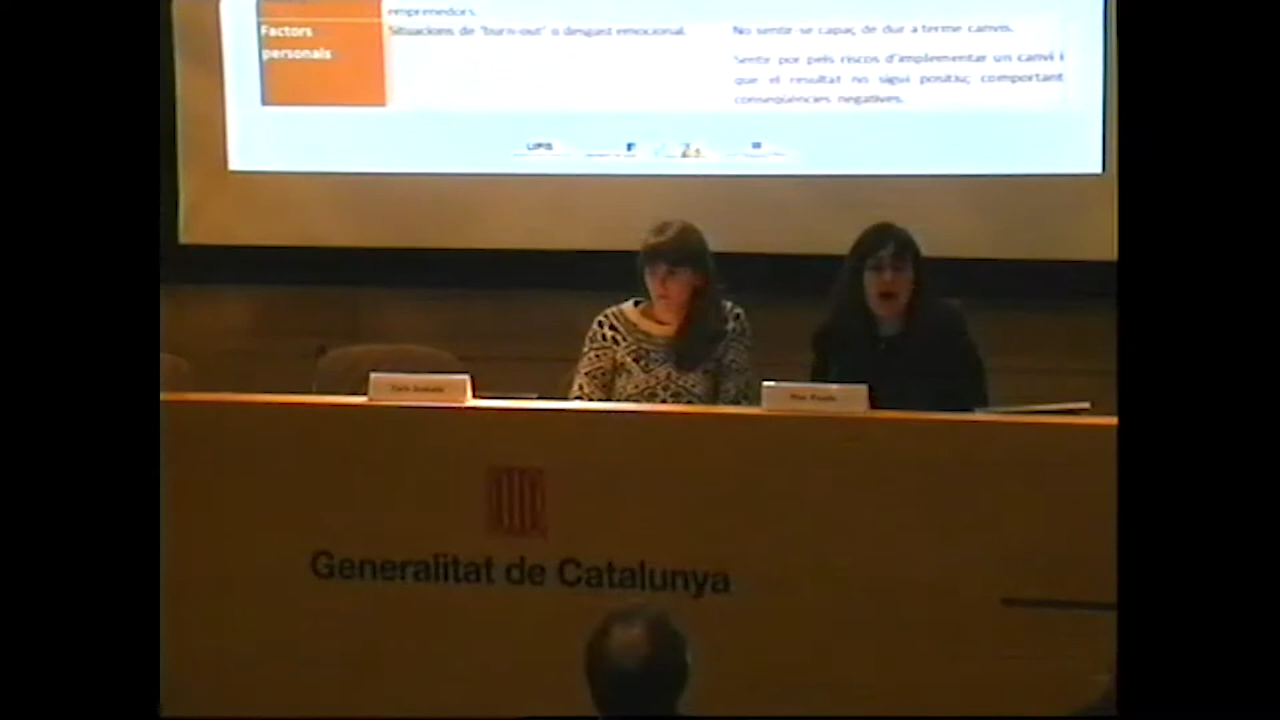 emprenedors.
Factors
personals
Situacions de 'burn-out' o desgast emocional.
No sentir-se capaç de dur a terme canvis.
Sentir por pels riscos d'implementar un canvi i
que el resultat no sigui positiu; comportant
conseqüències negatives.
Generalitat de Catalunya